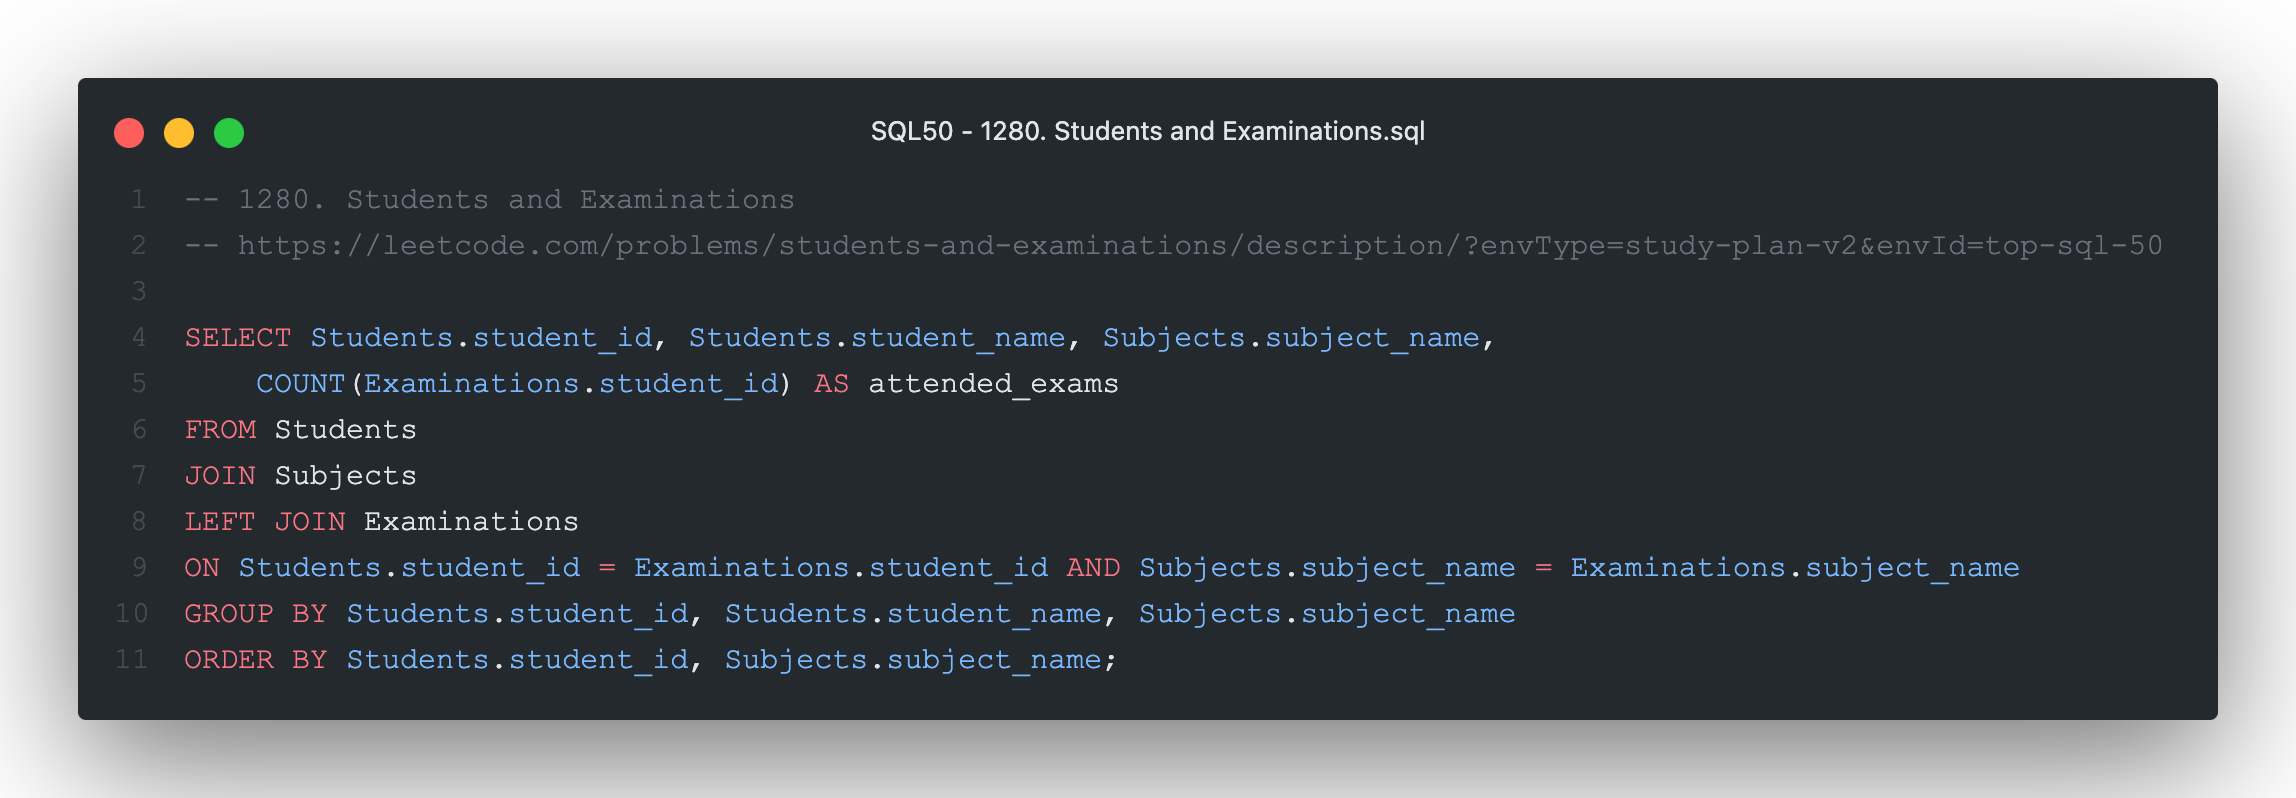 SQL50 - 1280. Students and Examinations.sql
1 -- 1280. Students and Examinations
2 -- https://leetcode.com/problems/students-and-examinations/description/?envType=study-plan-v2&envId=top-sql-50
3
4 SELECT Students.student_id, Students.student_name, Subjects.subject_name,
5     COUNT(Examinations.student_id) AS attended_exams
6 FROM Students
7 JOIN Subjects
8 LEFT JOIN Examinations
9 ON Students.student_id = Examinations.student_id AND Subjects.subject_name = Examinations.subject_name
10 GROUP BY Students.student_id, Students.student_name, Subjects.subject_name
11 ORDER BY Students.student_id, Subjects.subject_name;